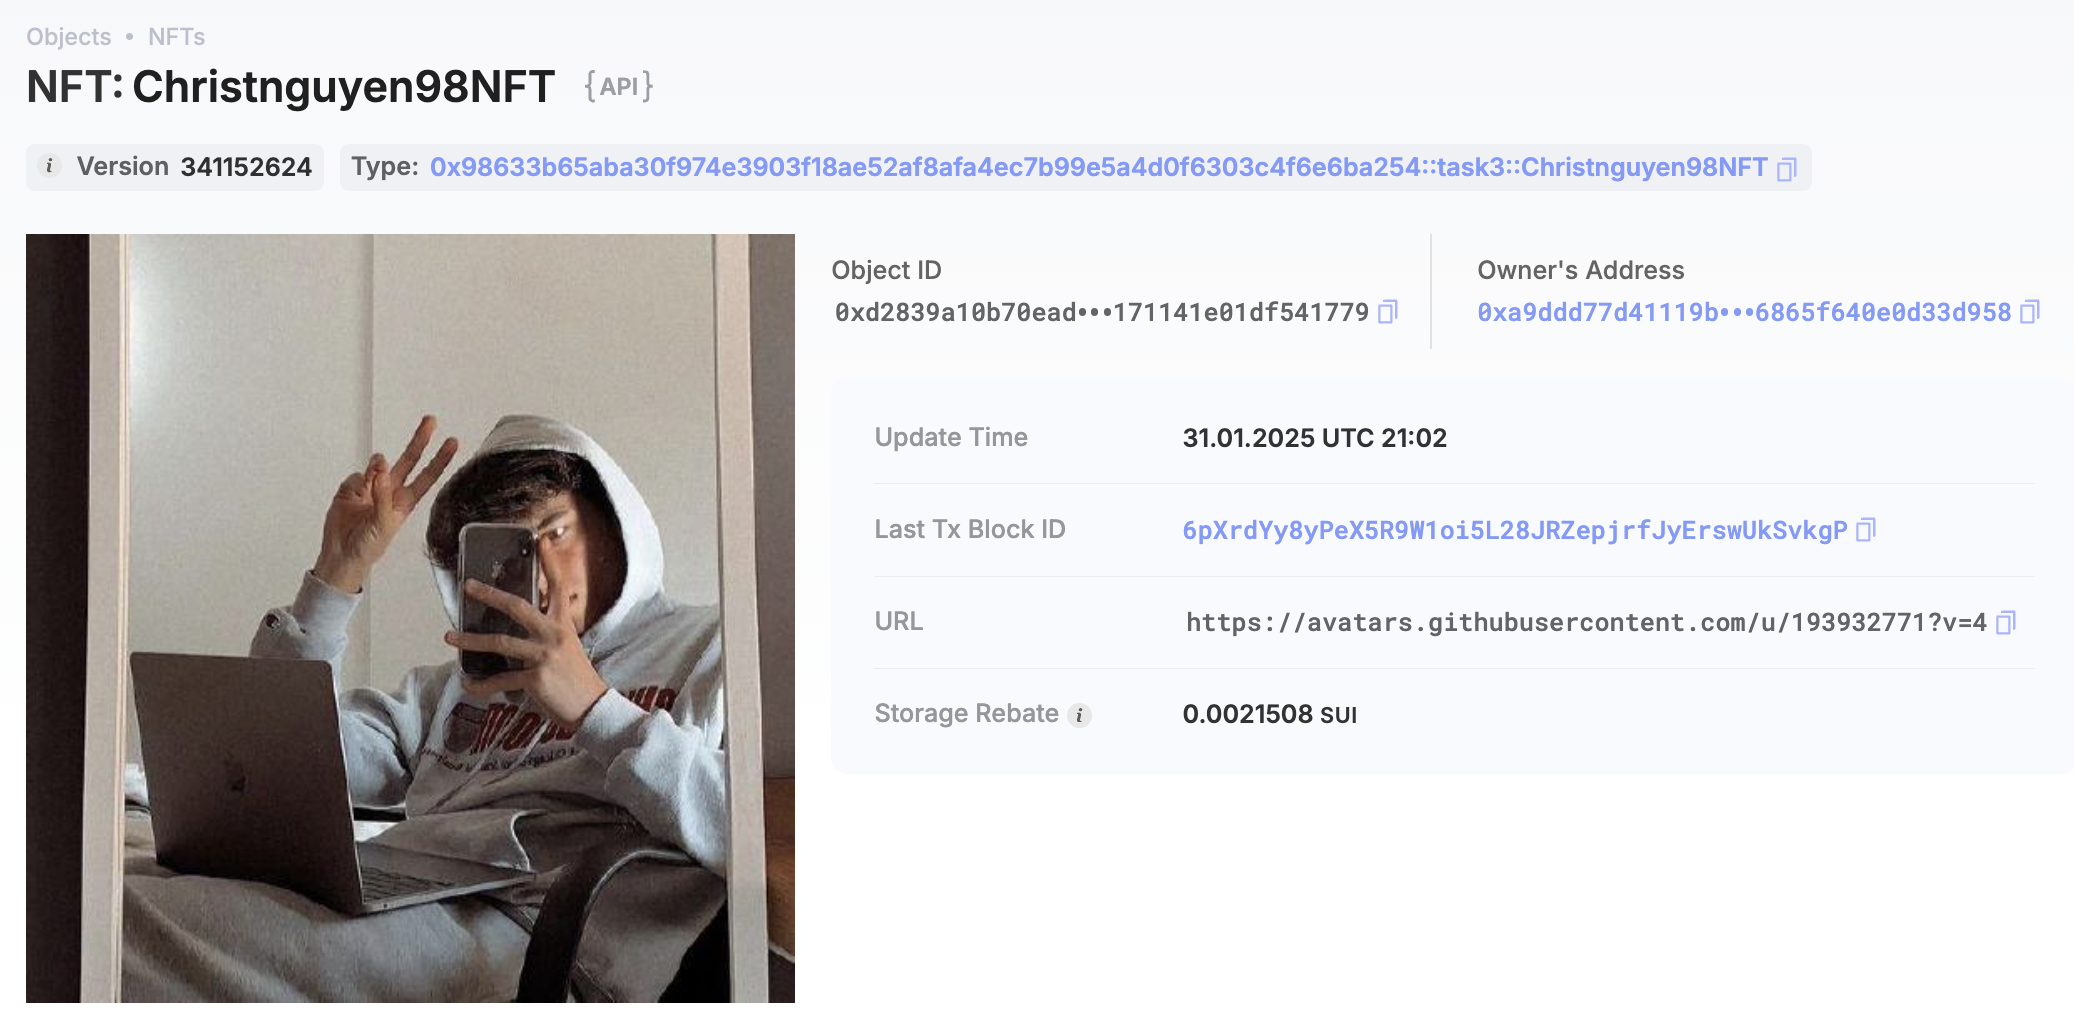 Objects • NFTs
NFT: Christnguyen98NFT {API}
i Version 341152624 Type: 0x98633b65aba30f974e3903f18ae52af8afa4ec7b99e5a4d0f6303c4f6e6ba254::task3::Christnguyen98NFT
Object ID
0xd2839a10b70ead•••171141e01df541779
Owner's Address
0xa9ddd77d41119b•••6865f640e0d33d958
Update Time 31.01.2025 UTC 21:02
Last Tx Block ID 6pXrdYy8yPeX5R9W1oi5L28JRZepjrfJyErswUkSvkgP
URL https://avatars.githubusercontent.com/u/193932771?v=4
Storage Rebate i 0.0021508 SUI